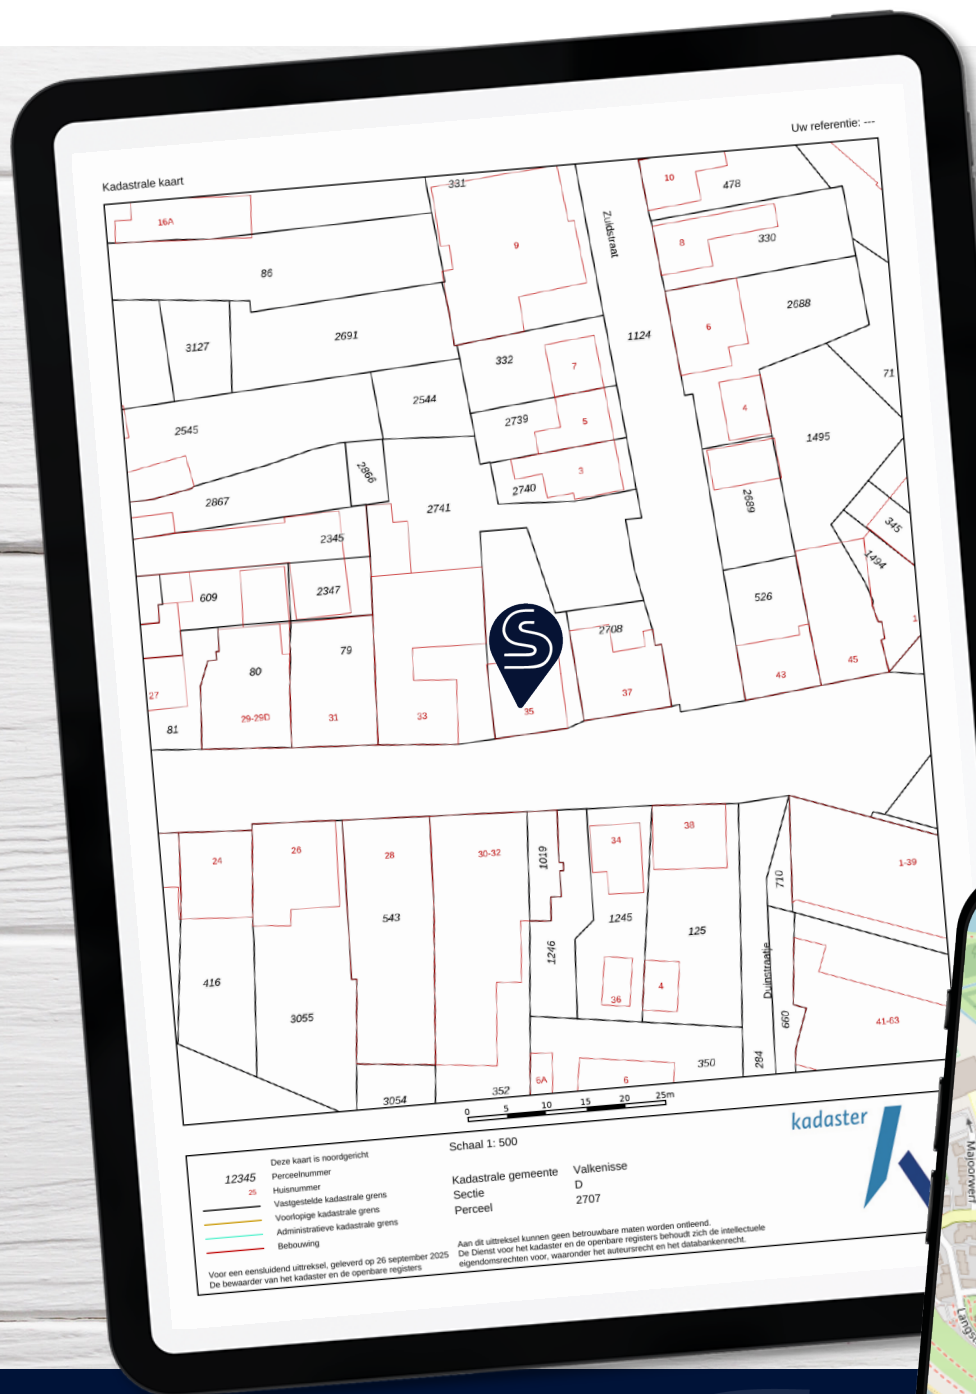 Uw referentie: ---
Kadastrale kaart
331
10
478
16A
Zuidstraat
9
8
330
86
2688
3127
2691
1124
6
332
7
71
2544
2739
5
4
2545
1495
2866
3
2740
2867
2741
2689
345
2345
1494
609
2347
526
2708
79
80
45
27
37
43
29-29D
31
33
35
81
24
26
28
30-32
1019
34
38
1-39
710
543
1246
1245
125
416
Duinstraatje
36
4
3055
660
41-63
284
350
6A
6
3054
352
0 5 10 15 20 25m
kadaster
Schaal 1: 500
Deze kaart is noordgericht
12345 Perceelnummer
25 Huisnummer
Vastgestelde kadastrale grens
Voorlopige kadastrale grens
Administratieve kadastrale grens
Bebouwing
Kadastrale gemeente Valkenisse
Sectie D
Perceel 2707
Voor een eensluidend uittreksel, geleverd op 26 september 2025
De bewaarder van het kadaster en de openbare registers
Aan dit uittreksel kunnen geen betrouwbare maten worden ontleend.
De Dienst voor het kadaster en de openbare registers behoudt zich de intellectuele
eigendomsrechten voor, waaronder het auteursrecht en het databankenrecht.